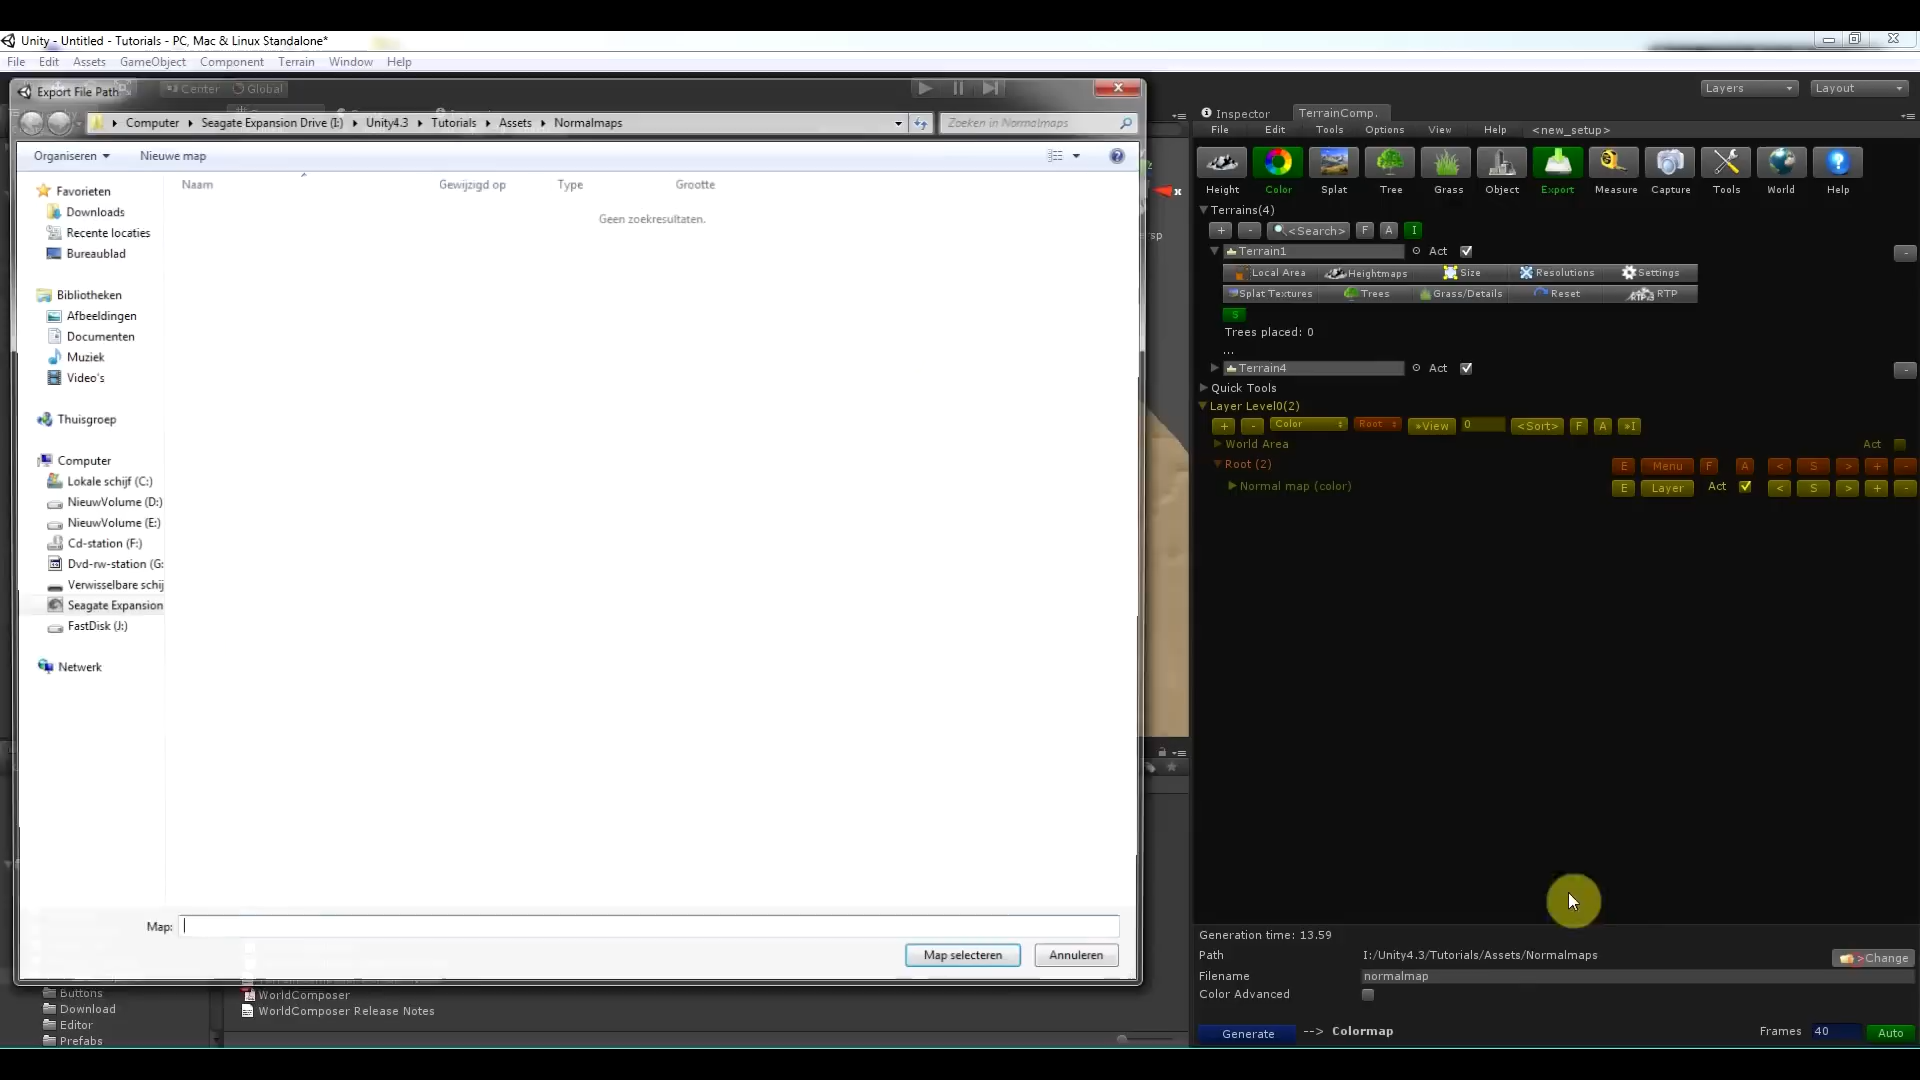 Unity - Untitled - Tutorials - PC, Mac & Linux Standalone*
File Edit Assets GameObject Component Terrain Window Help
Center Global
Layers Layout
Export File Path
Computer Seagate Expansion Drive (I:) Unity4.3 Tutorials Assets Normalmaps
Zoeken in Normalmaps
Organiseren Nieuwe map
Naam Gewijzigd op Type Grootte
Geen zoekresultaten.
Favorieten
Downloads
Recente locaties
Bureaublad
Bibliotheken
Afbeeldingen
Documenten
Muziek
Video's
Thuisgroep
Computer
Lokale schijf (C:)
NieuwVolume (D:)
NieuwVolume (E:)
Cd-station (F:)
Dvd-rw-station (G:
Verwisselbare schij
Seagate Expansion
FastDisk (J:)
Netwerk
Map:
Map selecteren Annuleren
Buttons
Download
Editor
Prefabs
WorldComposer
WorldComposer Release Notes
x
rsp
Inspector TerrainComp.
File Edit Tools Options View Help <new_setup>
Height Color Splat Tree Grass Object Export Measure Capture Tools World Help
Terrains(4)
+ - <Search> F A I
Terrain1 Act -
Local Area Heightmaps Size Resolutions Settings
Splat Textures Trees Grass/Details Reset RTP
S
Trees placed: 0
...
Terrain4 Act -
Quick Tools
Layer Level0(2)
+ - Color Root »View 0 <Sort> F A »I
World Area Act
Root (2) E Menu F A < S > + -
Normal map (color) E Layer Act < S > + -
Generation time: 13.59
Path I:/Unity4.3/Tutorials/Assets/Normalmaps >Change
Filename normalmap
Color Advanced
Generate --> Colormap Frames 40 Auto